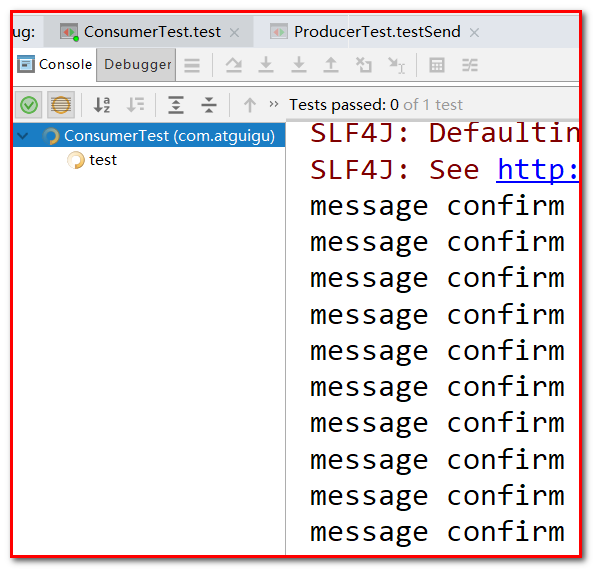 ug: ConsumerTest.test ProducerTest.testSend
Console Debugger
Tests passed: 0 of 1 test
ConsumerTest (com.atguigu)
test
SLF4J: Defaultin
SLF4J: See http:
message confirm
message confirm
message confirm
message confirm
message confirm
message confirm
message confirm
message confirm
message confirm
message confirm